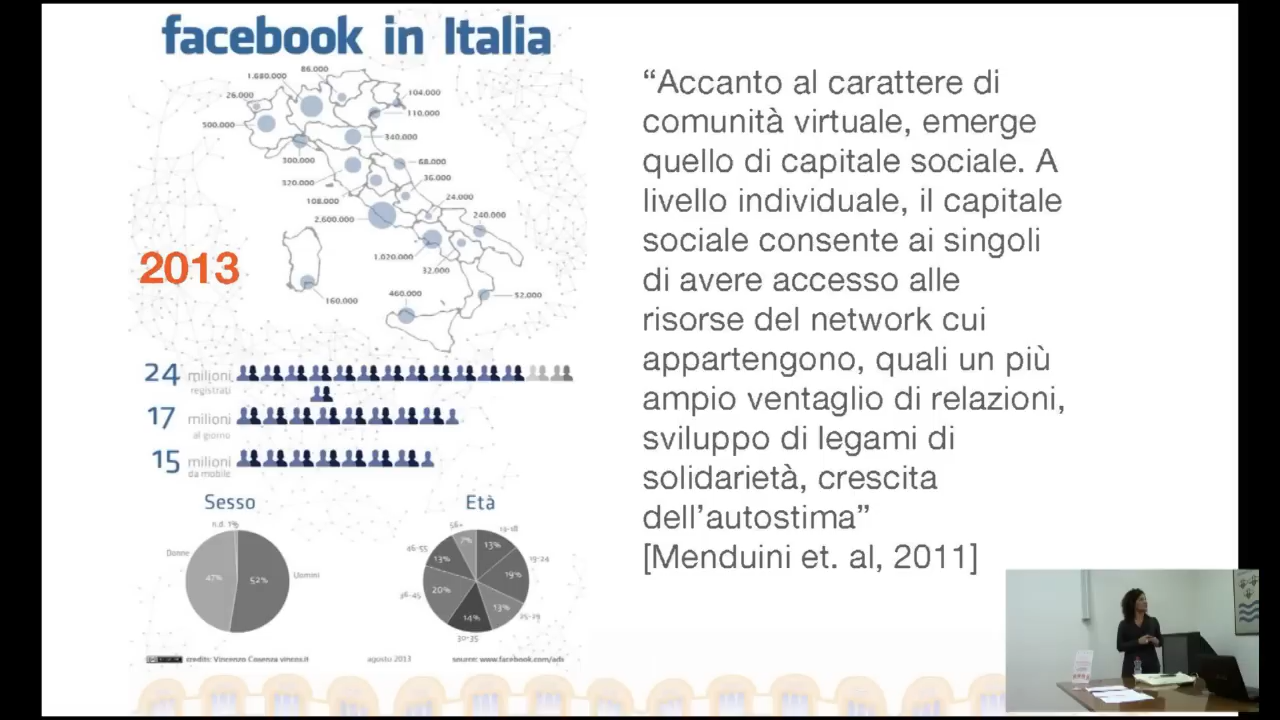 facebook in Italia
86.000
1.680.000
26.000
104.000
110.000
500.000
340.000
300.000
68.000
320.000
36.000
108.000
24.000
2.600.000
240.000
1.020.000
32.000
2013
460.000
52.000
160.000
24 milioni
registrati
17 milioni
al giorno
15 milioni
da mobile
Sesso
n.d. 1%
Donne
47%
52%
Uomini
Età
56+
7%
14-18
13%
46-55
13%
19-24
19%
36-45
20%
13%
25-29
14%
30-35
credits: Vincenzo Cosenza vincos.it
agosto 2013
source: www.facebook.com/ads
“Accanto al carattere di
comunità virtuale, emerge
quello di capitale sociale. A
livello individuale, il capitale
sociale consente ai singoli
di avere accesso alle
risorse del network cui
appartengono, quali un più
ampio ventaglio di relazioni,
sviluppo di legami di
solidarietà, crescita
dell’autostima”
[Menduini et. al, 2011]